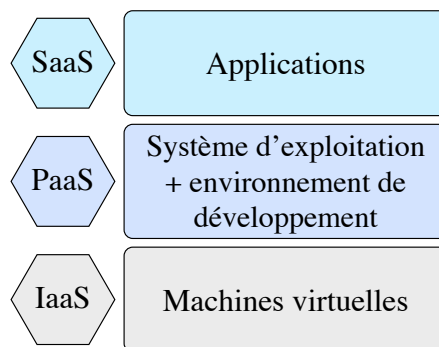 SaaS
Applications
PaaS
Système d’exploitation
+ environnement de
développement
IaaS
Machines virtuelles